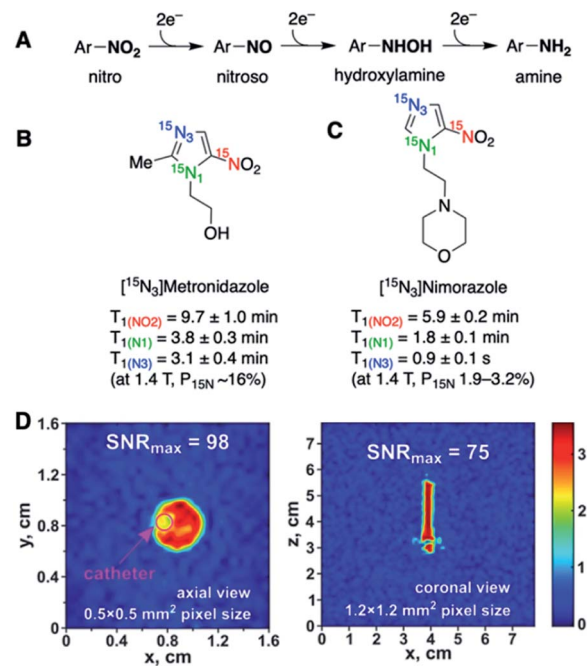 A
2e⁻ 2e⁻ 2e⁻
Ar–NO₂ Ar–NO Ar–NHOH Ar–NH₂
nitro nitroso hydroxylamine amine
B
¹⁵N₃
¹⁵NO₂
Me
¹⁵N₁
OH
C
¹⁵N₃
¹⁵NO₂
¹⁵N₁
N
O
[¹⁵N₃]Metronidazole
T₁(NO2) = 9.7 ± 1.0 min
T₁(N1) = 3.8 ± 0.3 min
T₁(N3) = 3.1 ± 0.4 min
(at 1.4 T, P₁₅N ~16%)
[¹⁵N₃]Nimorazole
T₁(NO2) = 5.9 ± 0.2 min
T₁(N1) = 1.8 ± 0.1 min
T₁(N3) = 0.9 ± 0.1 s
(at 1.4 T, P₁₅N 1.9–3.2%)
D
1.6
1.2
0.8
0.4
0
y, cm
SNRmax = 98
catheter
axial view
0.5×0.5 mm² pixel size
0 0.4 0.8 1.2 1.6
x, cm
7
6
5
4
3
2
1
0
z, cm
SNRmax = 75
coronal view
1.2×1.2 mm² pixel size
0 1 2 3 4 5 6 7
x, cm
3
2
1
0